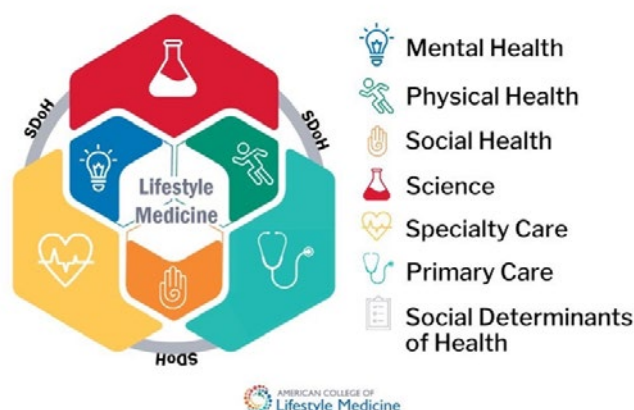 SDoH
SDoH
Lifestyle
Medicine
SDoH
Mental Health
Physical Health
Social Health
Science
Specialty Care
Primary Care
Social Determinants
of Health
AMERICAN COLLEGE OF
Lifestyle Medicine